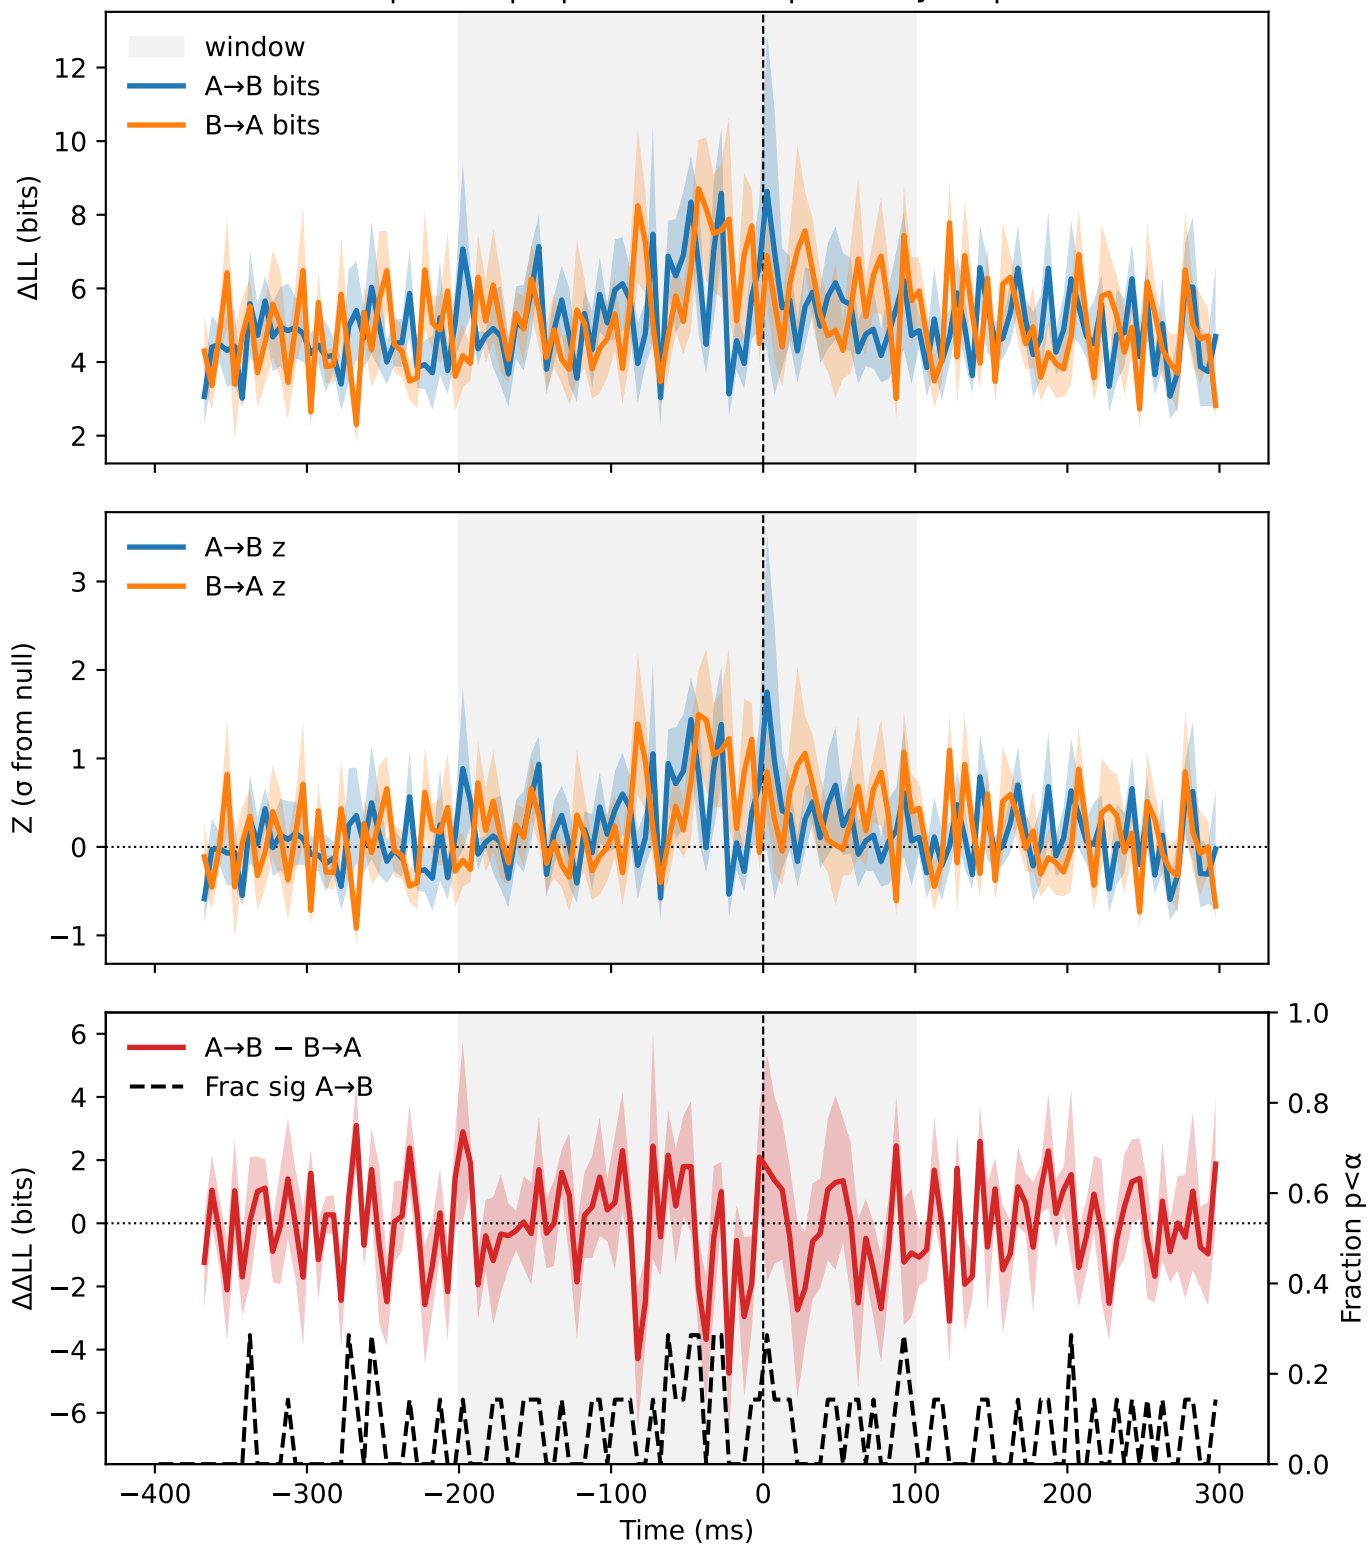 window
A→B bits
B→A bits
ΔLL (bits)
12
10
8
6
4
2
A→B z
B→A z
Z (σ from null)
3
2
1
0
−1
A→B − B→A
Frac sig A→B
ΔΔLL (bits)
6
4
2
0
−2
−4
−6
1.0
0.8
0.6
0.4
0.2
0.0
Fraction p<α
−400 −300 −200 −100 0 100 200 300
Time (ms)